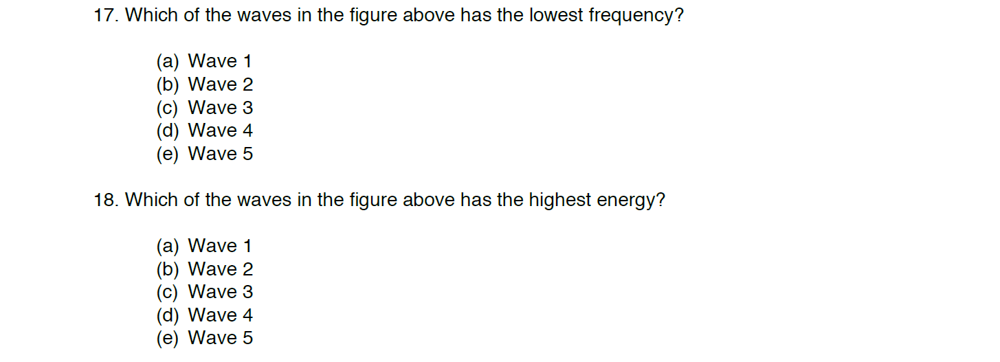 17. Which of the waves in the figure above has the lowest frequency?
(a) Wave 1
(b) Wave 2
(c) Wave 3
(d) Wave 4
(e) Wave 5
18. Which of the waves in the figure above has the highest energy?
(a) Wave 1
(b) Wave 2
(c) Wave 3
(d) Wave 4
(e) Wave 5